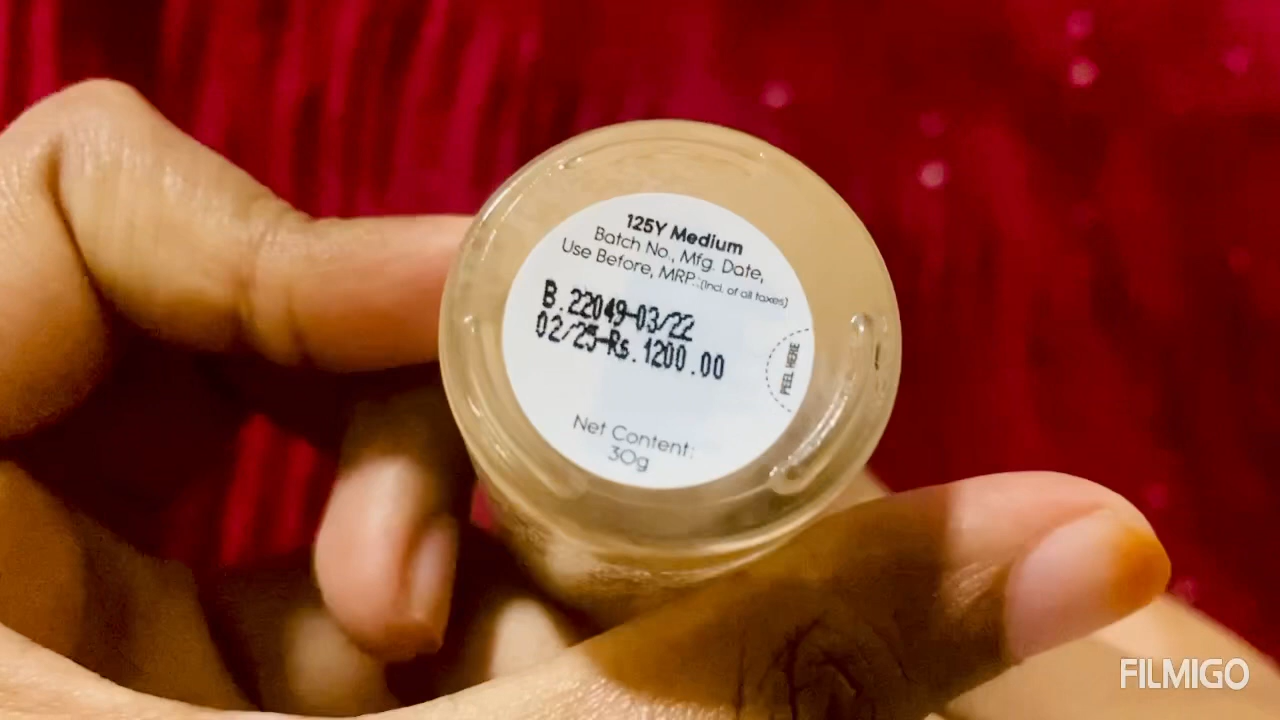 125Y Medium
Batch No., Mfg. Date,
Use Before, MRP.:(Incl. of all taxes)
B.22049-03/22
02/25-Rs.1200.00
PEEL HERE
Net Content:
30g
FILMIGO